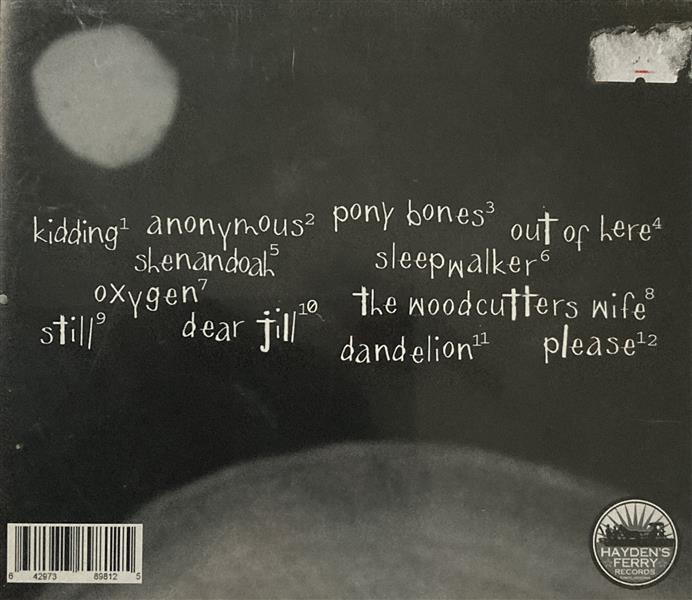 kidding1 anonymous2 pony bones3 out of here4
shenandoah5 sleepwalker6
oxygen7 the woodcutters wife8
still9 dear jill10
dandelion11 please12
6 42973 89812 5
HAYDEN'S
FERRY
RECORDS